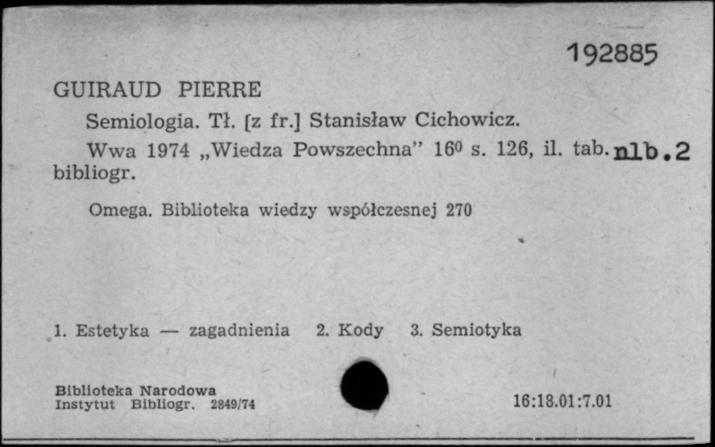 192885
GUIRAUD PIERRE
Semiologia. Tł. [z fr.] Stanisław Cichowicz.
Wwa 1974 „Wiedza Powszechna” 16⁰ s. 126, il. tab. nlb.2
bibliogr.
Omega. Biblioteka wiedzy współczesnej 270
1. Estetyka — zagadnienia 2. Kody 3. Semiotyka
Biblioteka Narodowa
Instytut Bibliogr. 2849/74
16:18.01:7.01